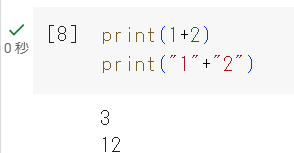 [8] print(1+2)
0 秒 print("1"+"2")
3
12